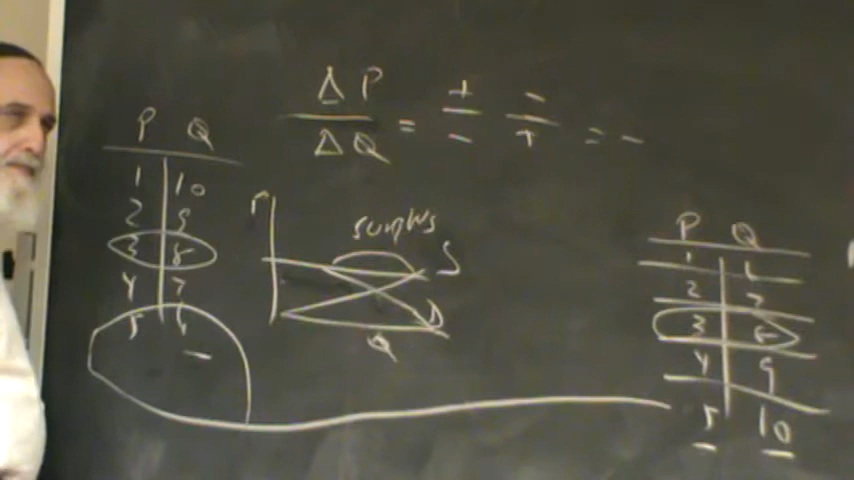 ΔP
ΔQ
= + −
− +
= −
P Q
1 10
2 9
3 8
4 7
5 6
−
surplus
S
D
Q
P Q
1 6
2 7
3 8
4 9
5 10